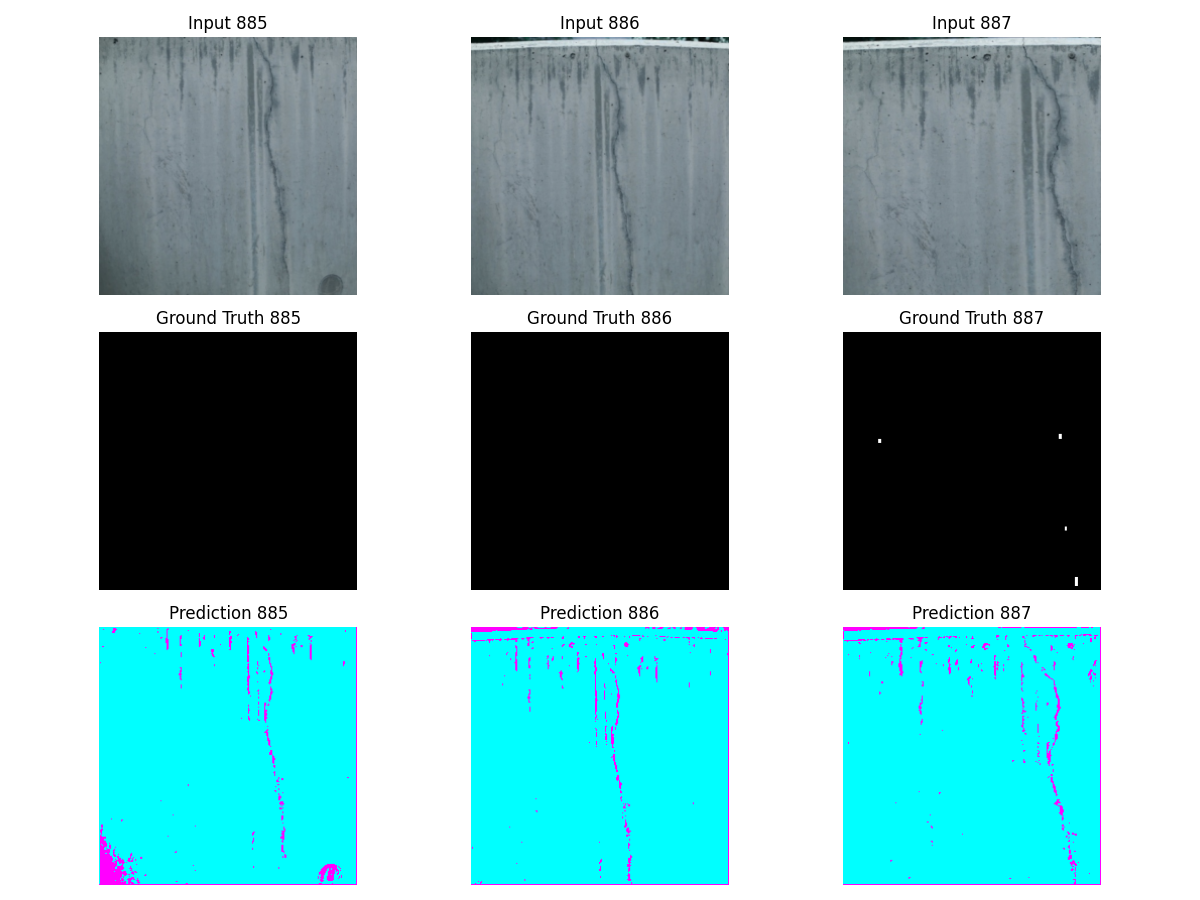 Input 885
Input 886
Input 887
Ground Truth 885
Ground Truth 886
Ground Truth 887
Prediction 885
Prediction 886
Prediction 887